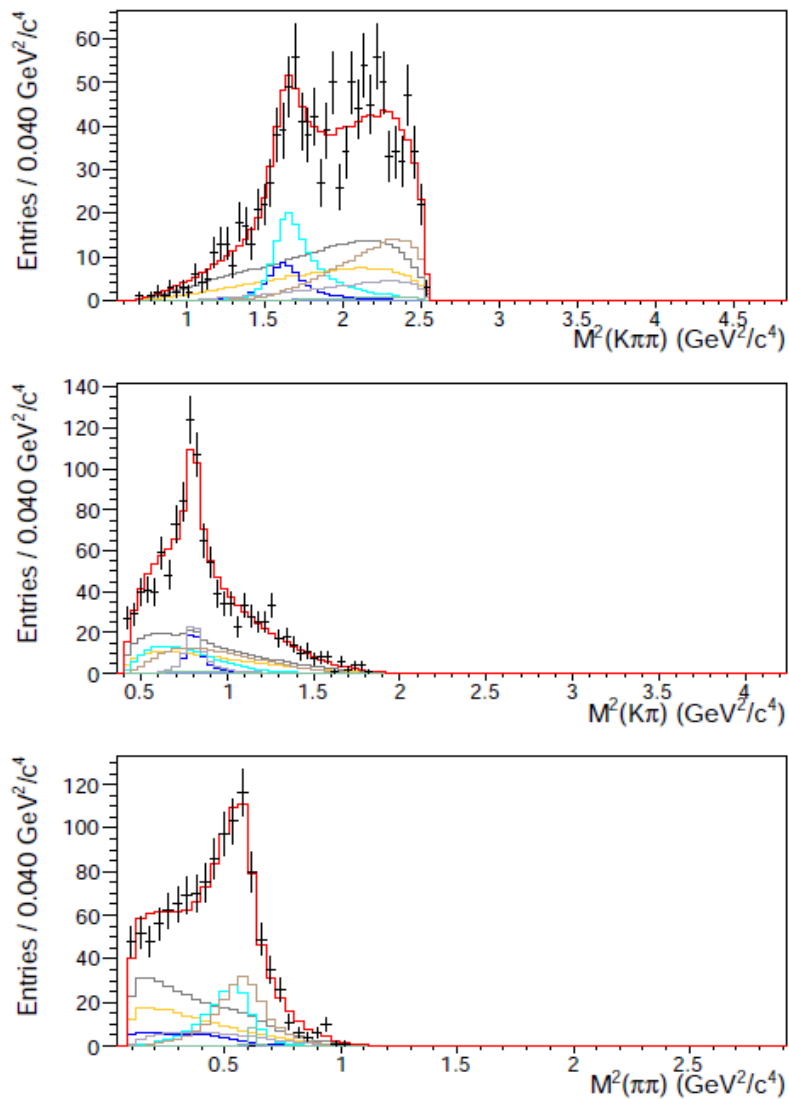 Entries / 0.040 GeV²/c⁴
60
50
40
30
20
10
0
1 1.5 2 2.5 3 3.5 4 4.5
M²(Kππ) (GeV²/c⁴)
Entries / 0.040 GeV²/c⁴
140
120
100
80
60
40
20
0
0.5 1 1.5 2 2.5 3 3.5 4
M²(Kπ) (GeV²/c⁴)
Entries / 0.040 GeV²/c⁴
120
100
80
60
40
20
0
0.5 1 1.5 2 2.5
M²(ππ) (GeV²/c⁴)